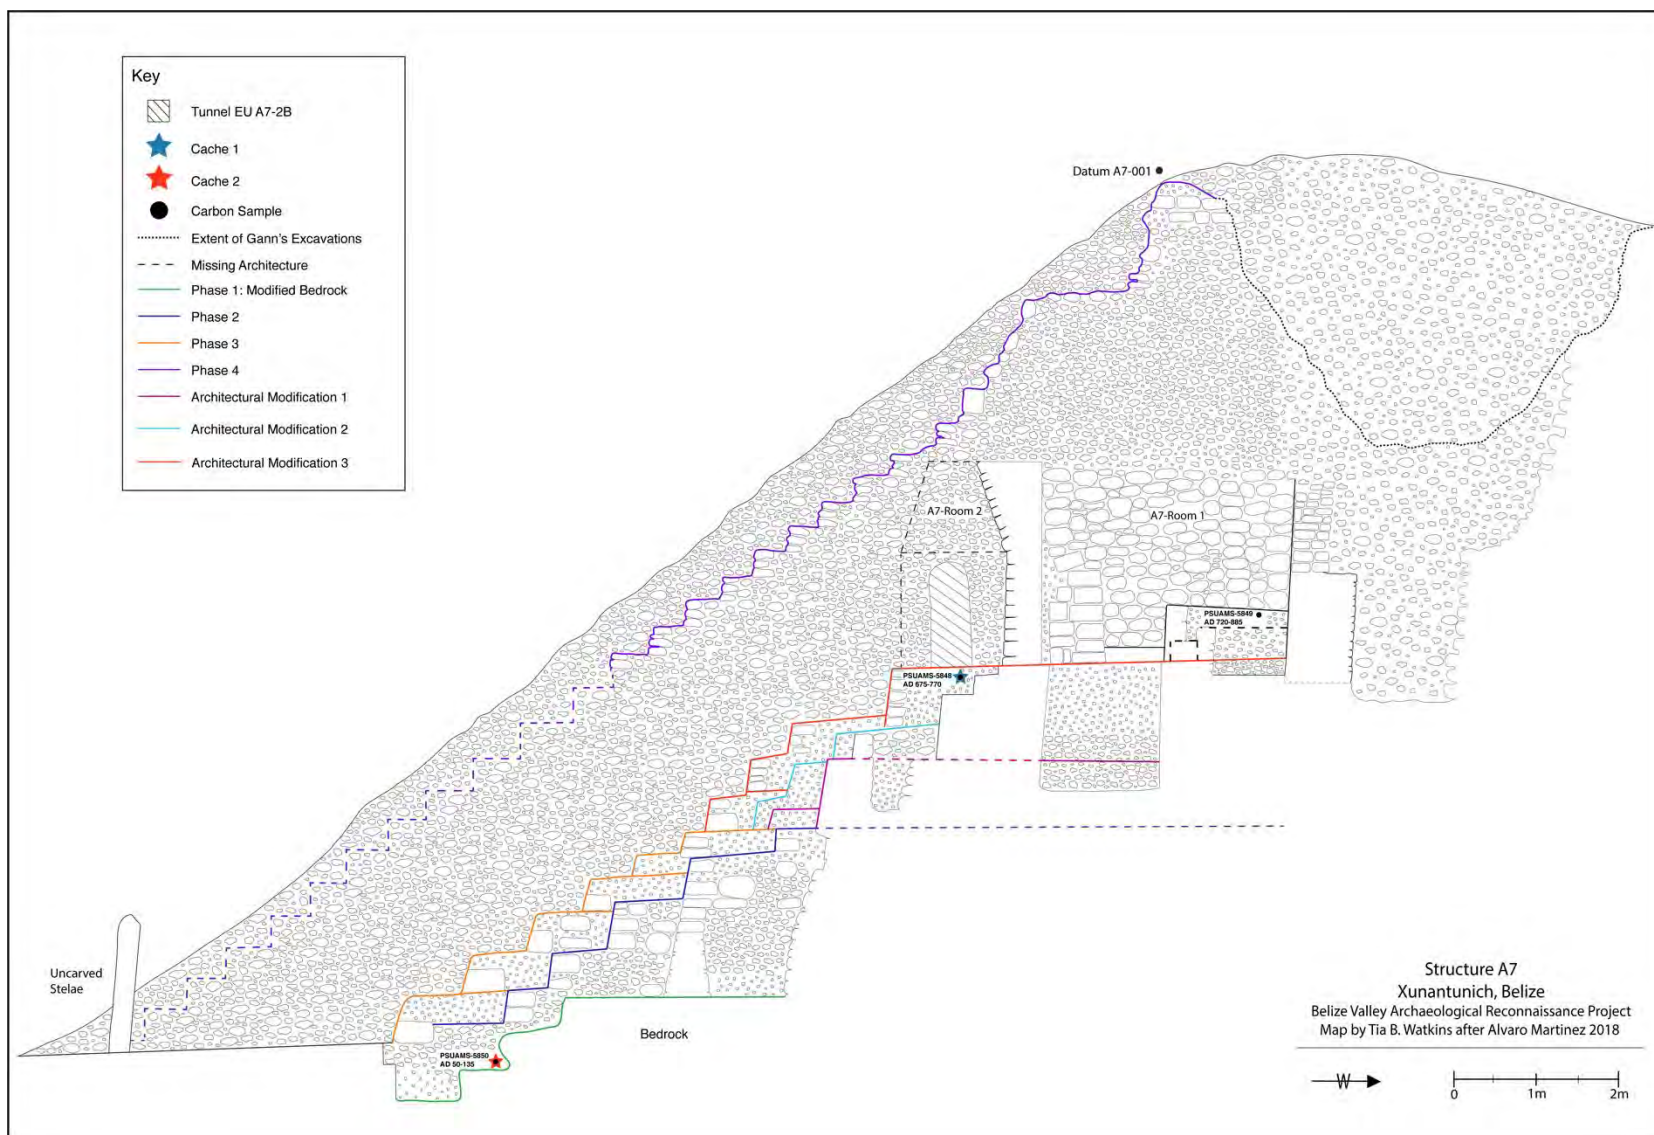 Key
Tunnel EU A7-2B
Cache 1
Cache 2
Carbon Sample
Extent of Gann's Excavations
Missing Architecture
Phase 1: Modified Bedrock
Phase 2
Phase 3
Phase 4
Architectural Modification 1
Architectural Modification 2
Architectural Modification 3
Datum A7-001
A7-Room 2
A7-Room 1
PSUAMS-5849
AD 720-885
PSUAMS-5848
AD 675-770
Uncarved
Stelae
Bedrock
PSUAMS-5850
AD 50-135
Structure A7
Xunantunich, Belize
Belize Valley Archaeological Reconnaissance Project
Map by Tia B. Watkins after Alvaro Martinez 2018
W
0 1m 2m